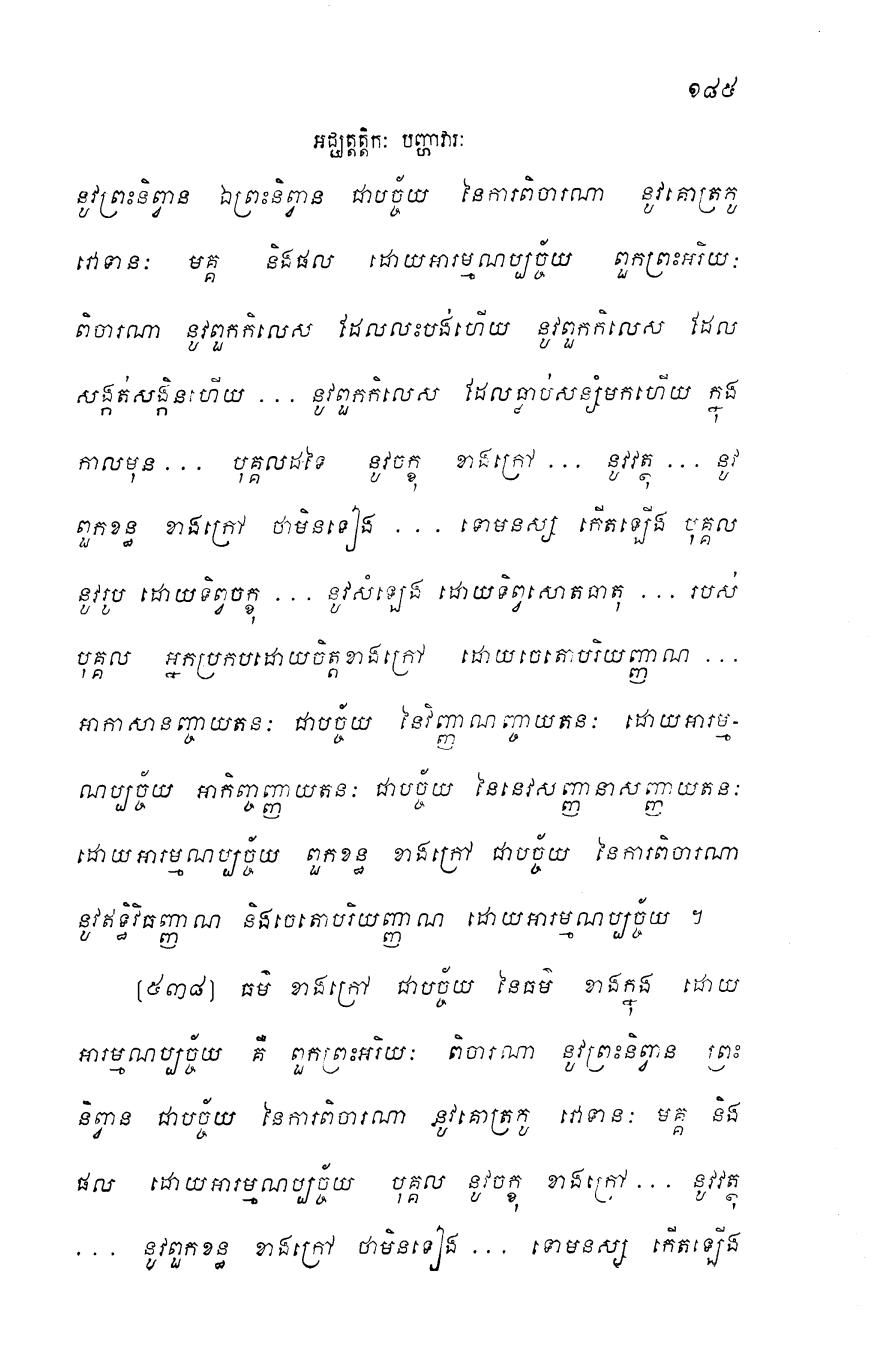 ១៨៥
អដ្ឈត្តត្តិកៈ បញ្ហាវារៈ
នូវព្រះនិព្វាន ឯព្រះនិព្វាន ជាបច្ច័យ នៃការពិចារណា នូវគោត្រភូ
វោទានៈ មគ្គ និងផល ដោយអារម្មណប្បច្ច័យ ពួកព្រះអរិយៈ
ពិចារណា នូវពួកកិលេស ដែលលះបង់ហើយ នូវពួកកិលេស ដែល
សង្កត់សង្កិនហើយ ... នូវពួកកិលេស ដែលធ្លាប់សន្សំមកហើយ ក្នុង
កាលមុន ... បុគ្គលដទៃ នូវចក្ខុ ខាងក្រៅ ... នូវវត្ថុ ... នូវ
ពួកខន្ធ ខាងក្រៅ ថាមិនទៀង ... ទោមនស្ស កើតឡើង បុគ្គល
នូវរូប ដោយទិព្វចក្ខុ ... នូវសំឡេង ដោយទិព្វសោតធាតុ ... របស់
បុគ្គល អ្នកប្រកបដោយចិត្តខាងក្រៅ ដោយចេតោបរិយញ្ញាណ ...
អាកាសានញ្ចាយតនៈ ជាបច្ច័យ នៃវិញ្ញាណញ្ចាយតនៈ ដោយអារម្ម-
ណប្បច្ច័យ អាកិញ្ចញ្ញាយតនៈ ជាបច្ច័យ នៃនេវសញ្ញានាសញ្ញាយតនៈ
ដោយអារម្មណប្បច្ច័យ ពួកខន្ធ ខាងក្រៅ ជាបច្ច័យ នៃការពិចារណា
នូវឥទ្ធិវិធញ្ញាណ និងចេតោបរិយញ្ញាណ ដោយអារម្មណប្បច្ច័យ ។
[៥៣៨] ធម៌ ខាងក្រៅ ជាបច្ច័យ នៃធម៌ ខាងក្នុង ដោយ
អារម្មណប្បច្ច័យ គឺ ពួកព្រះអរិយៈ ពិចារណា នូវព្រះនិព្វាន ព្រះ
និព្វាន ជាបច្ច័យ នៃការពិចារណា នូវគោត្រភូ វោទានៈ មគ្គ និង
ផល ដោយអារម្មណប្បច្ច័យ បុគ្គល នូវចក្ខុ ខាងក្រៅ ... នូវវត្ថុ
... នូវពួកខន្ធ ខាងក្រៅ ថាមិនទៀង ... ទោមនស្ស កើតឡើង